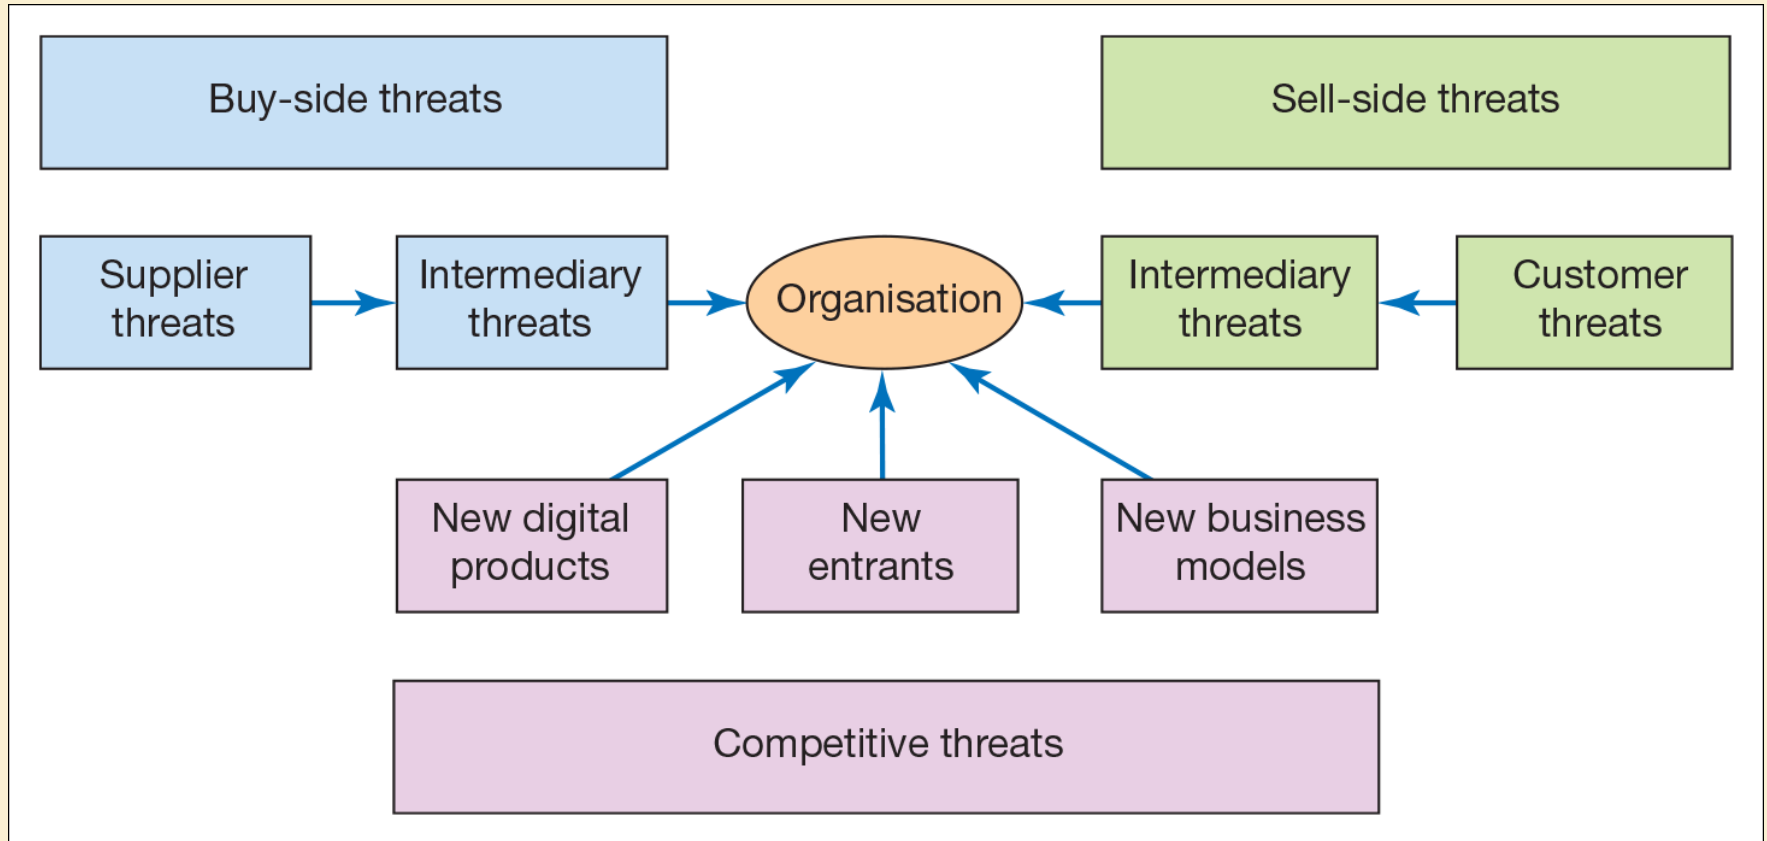 Buy-side threats
Sell-side threats
Supplier
threats
Intermediary
threats
Organisation
Intermediary
threats
Customer
threats
New digital
products
New
entrants
New business
models
Competitive threats